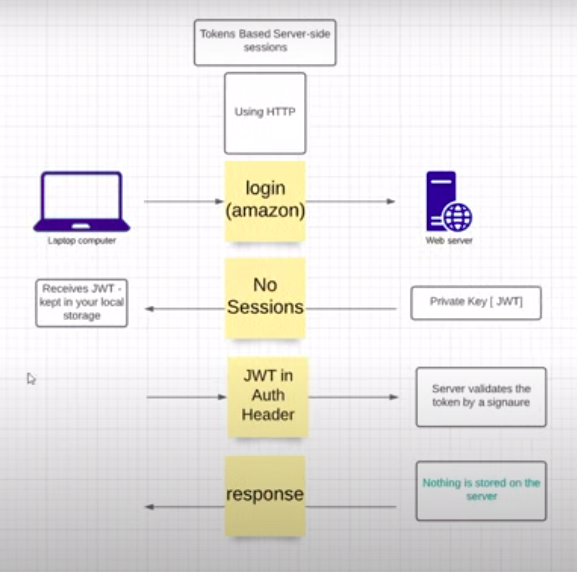 Tokens Based Server-side
sessions
Using HTTP
login
(amazon)
Laptop computer
Web server
Receives JWT -
kept in your local
storage
No
Sessions
Private Key [ JWT]
JWT in
Auth
Header
Server validates the
token by a signaure
response
Nothing is stored on the
server